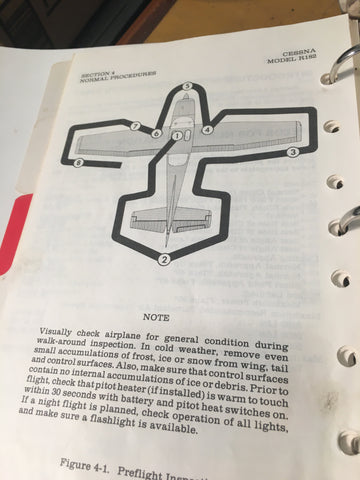 SECTION 4
NORMAL PROCEDURES
CESSNA
MODEL R182
5
7
6
1
4
3
8
2
NOTE
Visually check airplane for general condition during
walk-around inspection. In cold weather, remove even
small accumulations of frost, ice or snow from wing, tail
and control surfaces. Also, make sure that control surfaces
contain no internal accumulations of ice or debris. Prior to
flight, check that pitot heater (if installed) is warm to touch
within 30 seconds with battery and pitot heat switches on.
If a night flight is planned, check operation of all lights,
and make sure a flashlight is available.
Figure 4-1. Preflight